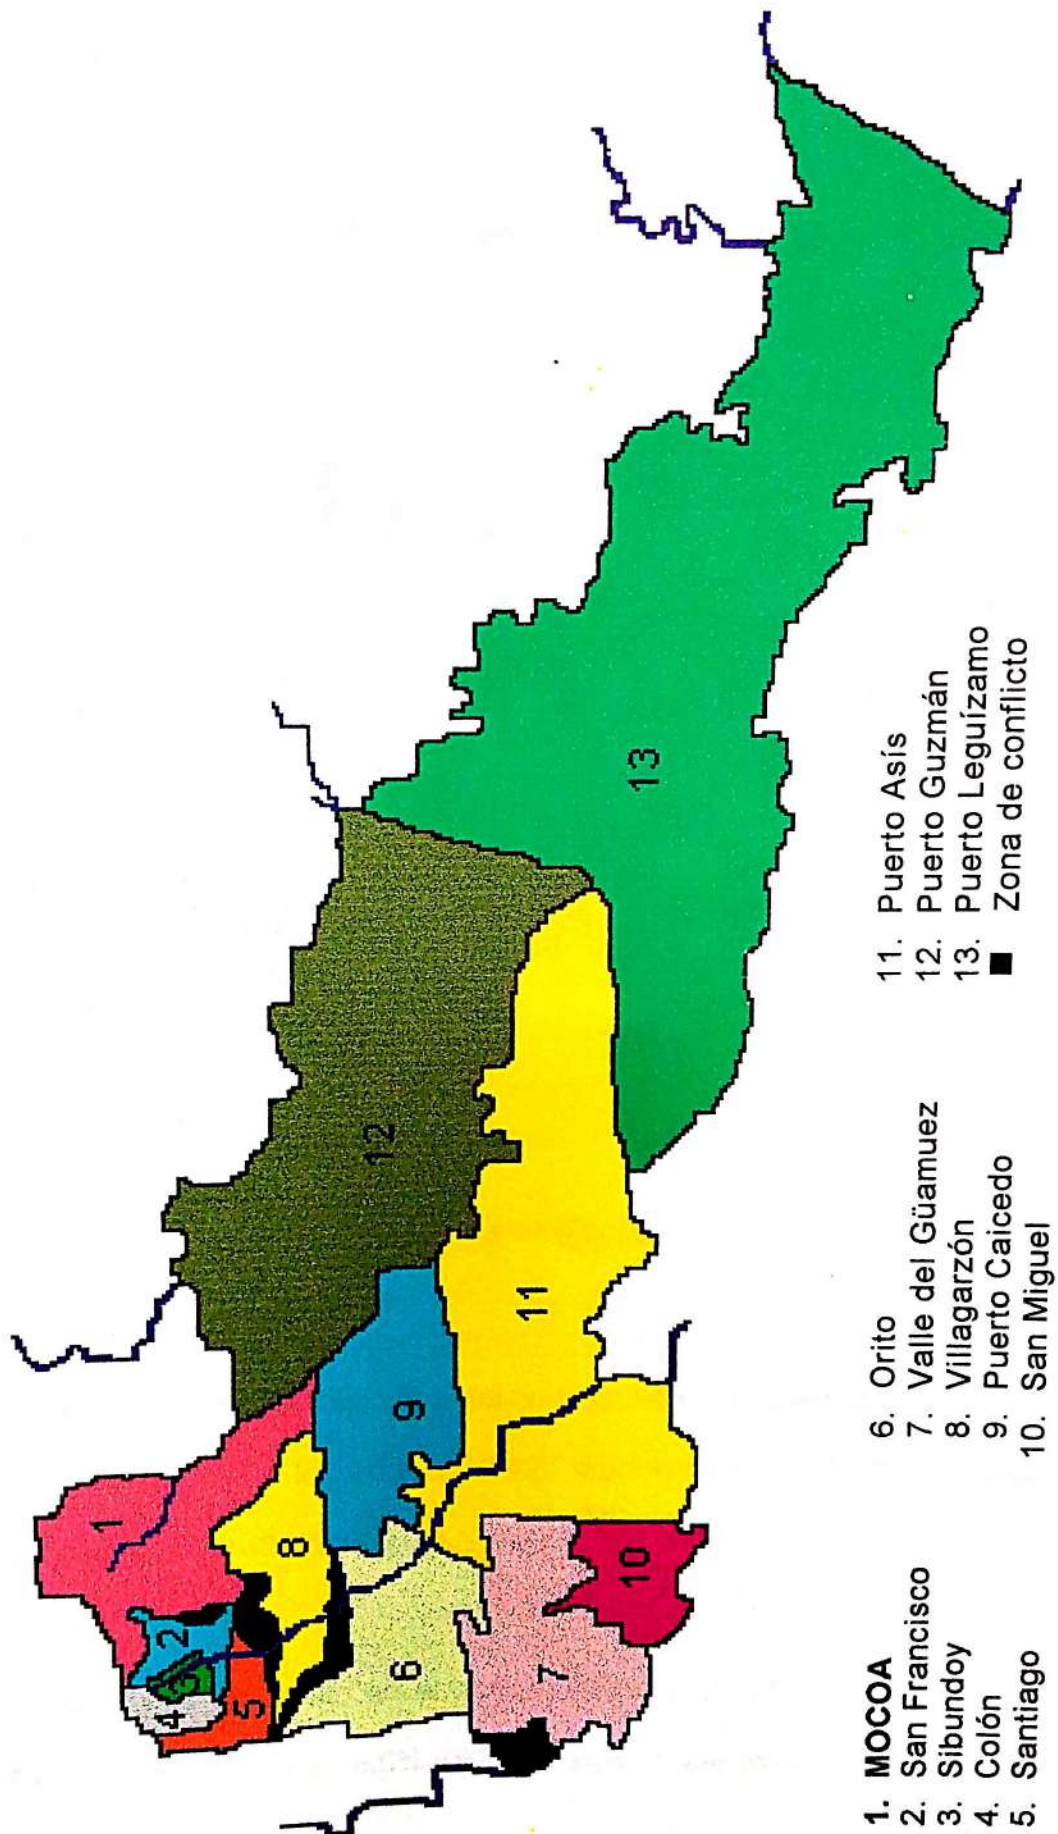 1
2
3
4
5
6
7
8
9
10
11
12
13
1. MOCOA
2. San Francisco
3. Sibundoy
4. Colón
5. Santiago
6. Orito
7. Valle del Güamuez
8. Villagarzón
9. Puerto Caicedo
10. San Miguel
11. Puerto Asís
12. Puerto Guzmán
13. Puerto Leguízamo
■ Zona de conflicto